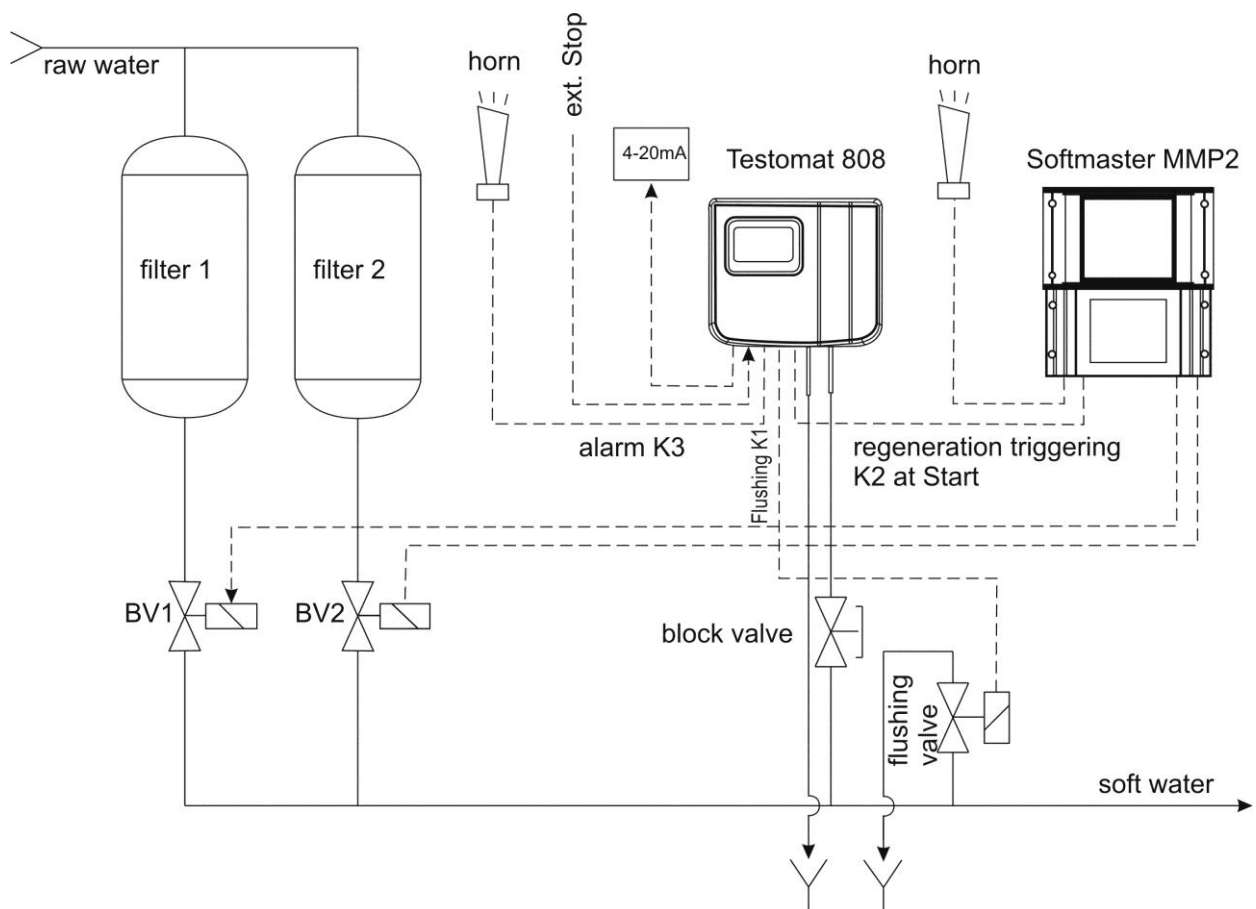 raw water
horn
ext. Stop
4-20mA
Testomat 808
horn
Softmaster MMP2
filter 1
filter 2
alarm K3
Flushing K1
regeneration triggering
K2 at Start
BV1
BV2
block valve
flushing
valve
soft water